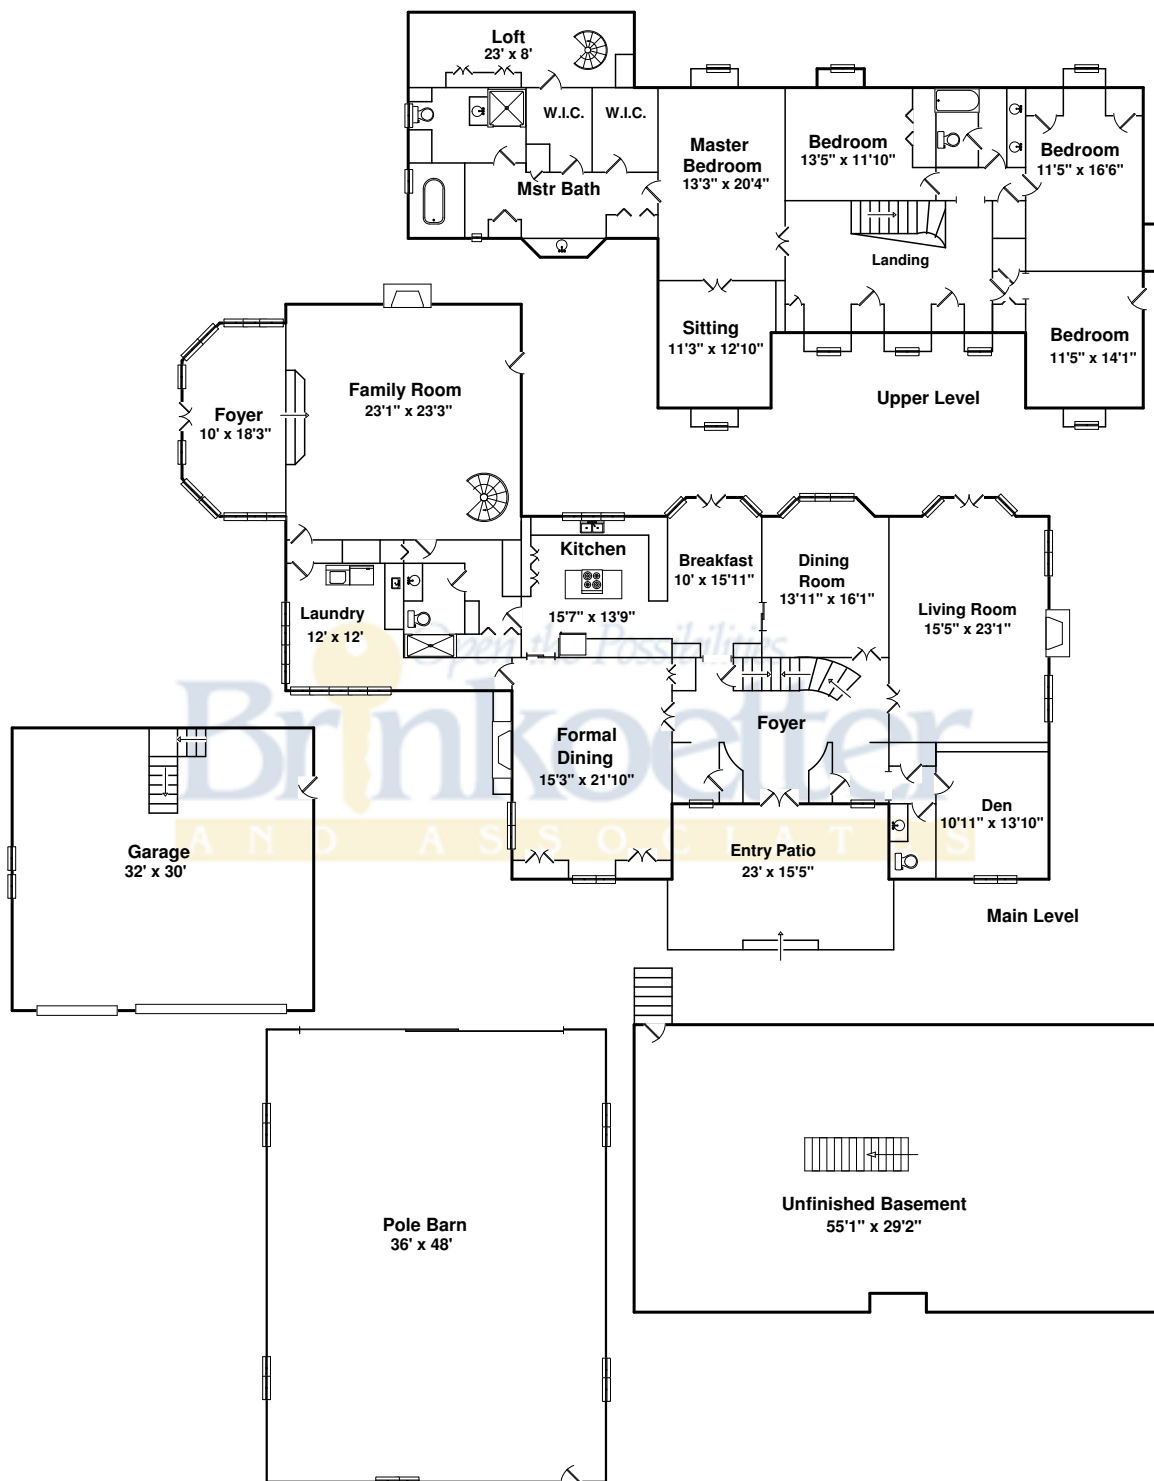 Loft
23' x 8'
W.I.C.
W.I.C.
Mstr Bath
Master
Bedroom
13'3" x 20'4"
Bedroom
13'5" x 11'10"
Bedroom
11'5" x 16'6"
Landing
Sitting
11'3" x 12'10"
Bedroom
11'5" x 14'1"
Upper Level
Family Room
23'1" x 23'3"
Foyer
10' x 18'3"
Kitchen
15'7" x 13'9"
Breakfast
10' x 15'11"
Dining
Room
13'11" x 16'1"
Living Room
15'5" x 23'1"
Laundry
12' x 12'
Open the Possibilities
Brinkoetter
AND ASSOCIATES
Foyer
Formal
Dining
15'3" x 21'10"
Den
10'11" x 13'10"
Entry Patio
23' x 15'5"
Main Level
Garage
32' x 30'
Pole Barn
36' x 48'
Unfinished Basement
55'1" x 29'2"